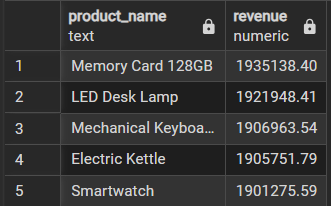 product_name revenue
text numeric
1 Memory Card 128GB 1935138.40
2 LED Desk Lamp 1921948.41
3 Mechanical Keyboa... 1906963.54
4 Electric Kettle 1905751.79
5 Smartwatch 1901275.59